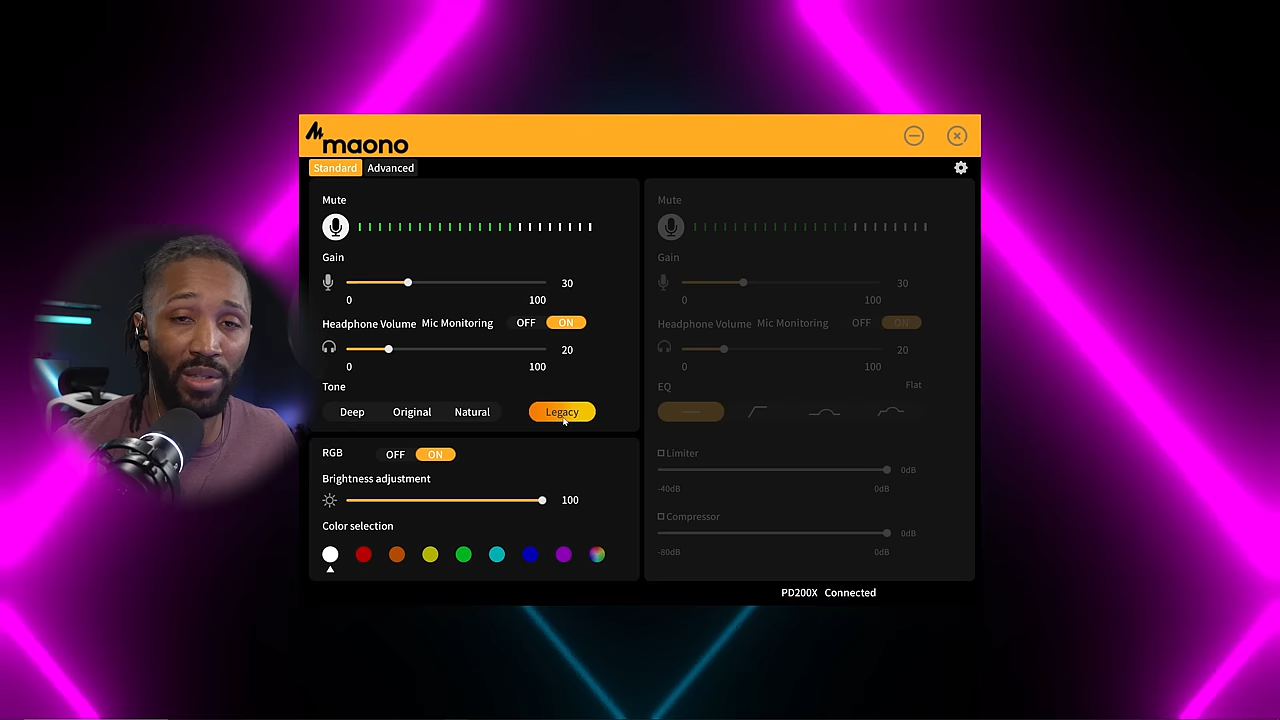 maono
Standard Advanced
Mute
Gain
30
0 100
Headphone Volume Mic Monitoring OFF ON
20
0 100
Tone
Deep Original Natural Legacy
RGB OFF ON
Brightness adjustment
100
Color selection
Mute
Gain
30
0 100
Headphone Volume Mic Monitoring OFF ON
20
0 100
EQ Flat
Limiter
0dB
-40dB 0dB
Compressor
0dB
-80dB 0dB
PD200X Connected